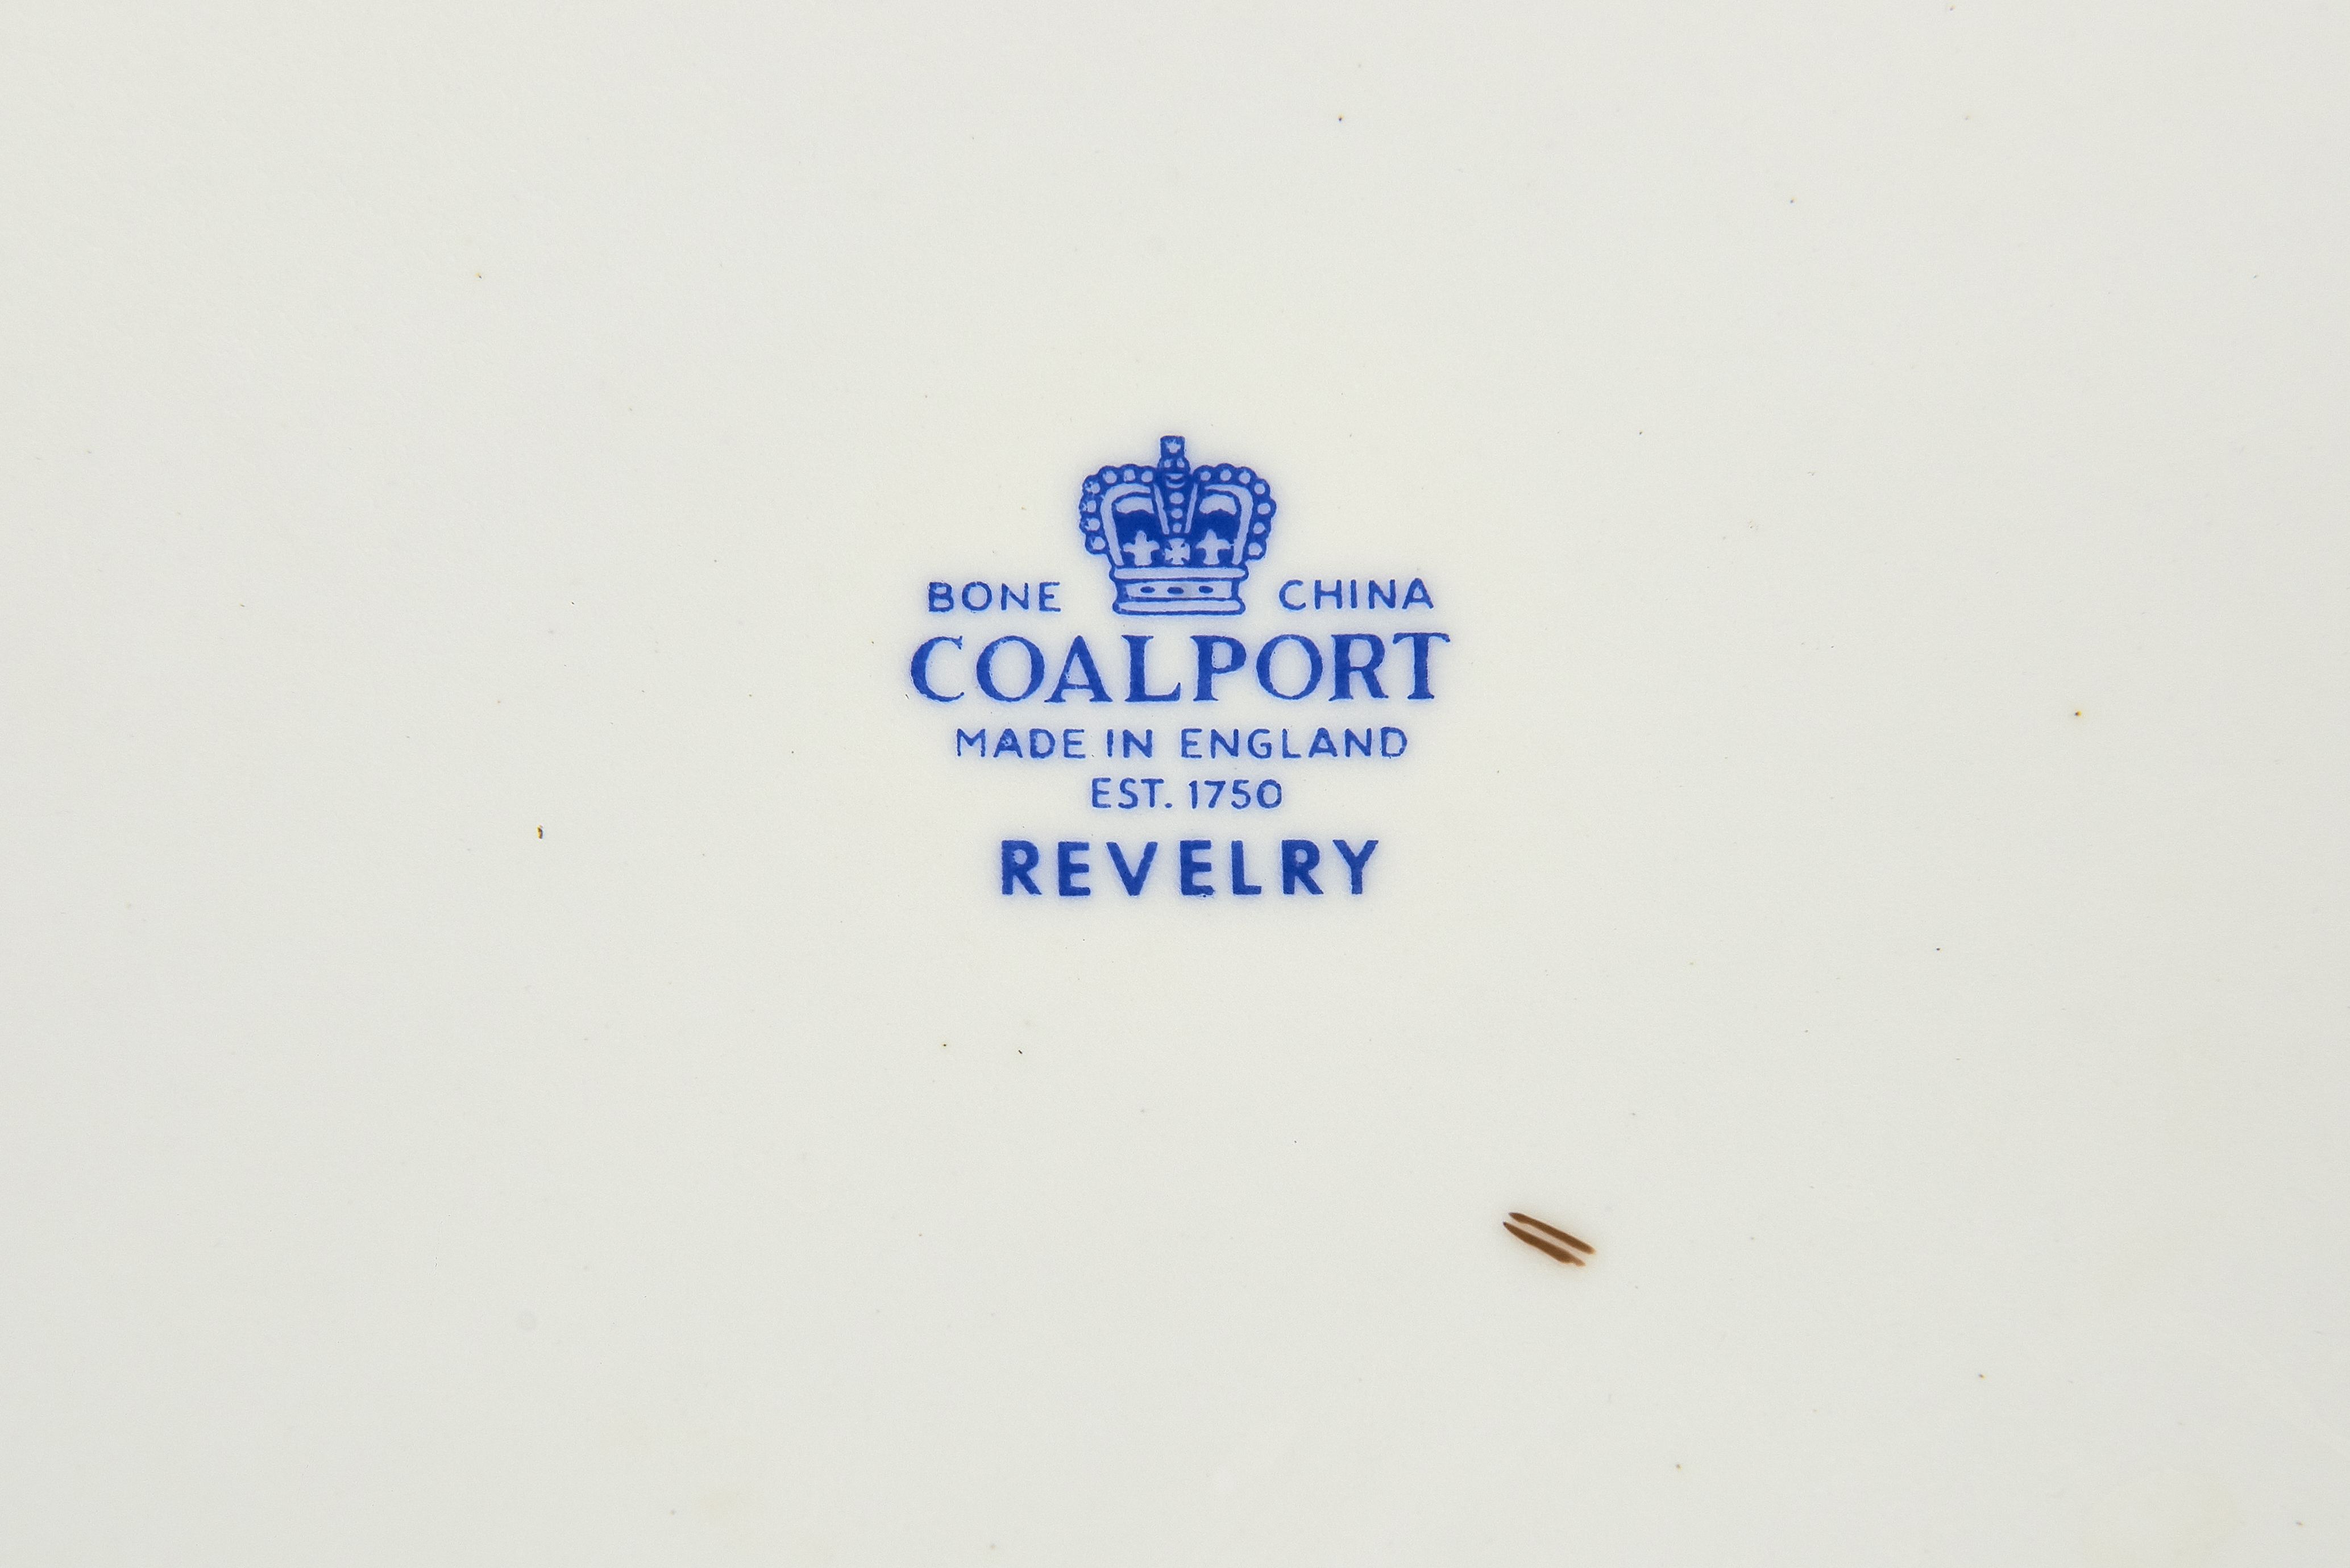 BONE CHINA
COALPORT
MADE IN ENGLAND
EST. 1750
REVELRY